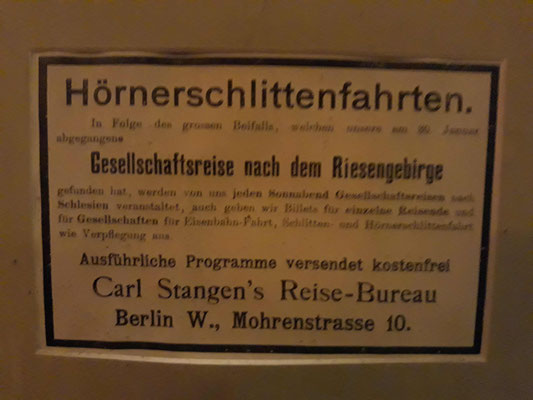 Hörnerschlittenfahrten.
In Folge des grossen Beifalls, welchen unsere am 20. Januar
abgegangene
Gesellschaftsreise nach dem Riesengebirge
gefunden hat, werden von uns jeden Sonnabend Gesellschaftsreisen nach
Schlesien veranstaltet, auch geben wir Billets für einzelne Reisende und
für Gesellschaften für Eisenbahn-Fahrt, Schlitten- und Hörnerschlittenfahrt
wie Verpflegung aus.
Ausführliche Programme versendet kostenfrei
Carl Stangen's Reise-Bureau
Berlin W., Mohrenstrasse 10.